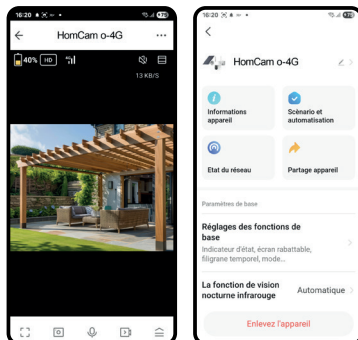 16:20
HomCam o-4G
40% HD 4G
13 KB/S
16:20
HomCam o-4G
Informations
appareil
Scénario et
automatisation
Etat du réseau
Partage appareil
Paramètres de base
Réglages des fonctions de
base
Indicateur d'état, écran rabattable,
filigrane temporel, mode...
La fonction de vision
nocturne infrarouge
Automatique
Enlevez l'appareil